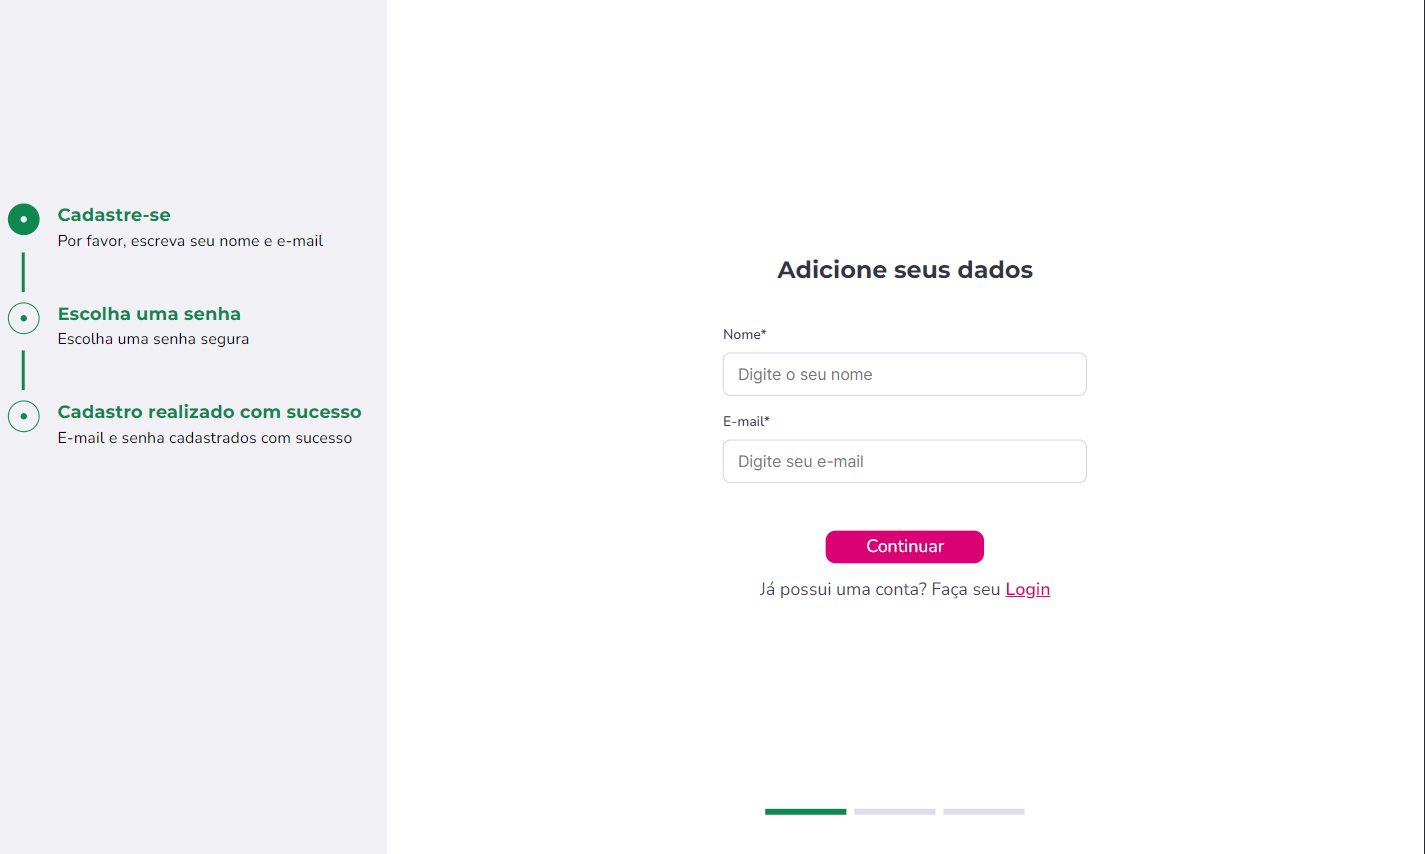 Cadastre-se
Por favor, escreva seu nome e e-mail
Escolha uma senha
Escolha uma senha segura
Cadastro realizado com sucesso
E-mail e senha cadastrados com sucesso
Adicione seus dados
Nome*
Digite o seu nome
E-mail*
Digite seu e-mail
Continuar
Já possui uma conta? Faça seu Login